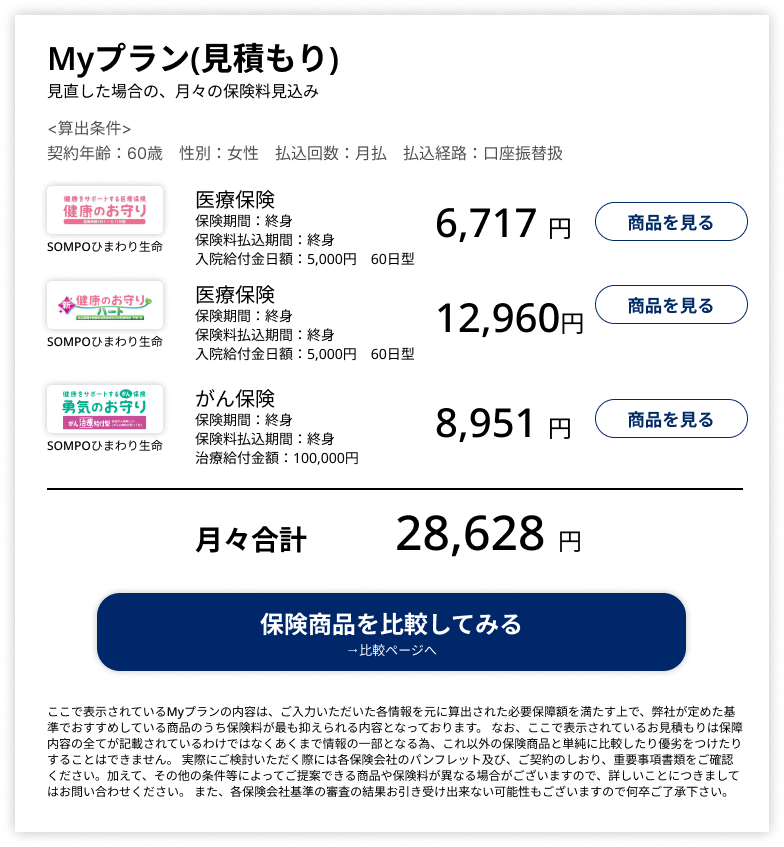 Myプラン(見積もり)
見直した場合の、月々の保険料見込み
<算出条件>
契約年齢：60歳　性別：女性　払込回数：月払　払込経路：口座振替扱
健康をサポートする医療保険
健康のお守り
SOMPOひまわり生命
医療保険
保険期間：終身
保険料払込期間：終身
入院給付金日額：5,000円　60日型
6,717 円
商品を見る
新 健康のお守り
ハート
SOMPOひまわり生命
医療保険
保険期間：終身
保険料払込期間：終身
入院給付金日額：5,000円　60日型
12,960円
商品を見る
健康をサポートするがん保険
勇気のお守り
がん治療給付型
SOMPOひまわり生命
がん保険
保険期間：終身
保険料払込期間：終身
治療給付金額：100,000円
8,951 円
商品を見る
月々合計
28,628 円
保険商品を比較してみる
→比較ページへ
ここで表示されているMyプランの内容は、ご入力いただいた各情報を元に算出された必要保障額を満たす上で、弊社が定めた基
準でおすすめしている商品のうち保険料が最も抑えられる内容となっております。 なお、ここで表示されているお見積もりは保障
内容の全てが記載されているわけではなくあくまで情報の一部となる為、これ以外の保険商品と単純に比較したり優劣をつけたり
することはできません。 実際にご検討いただく際には各保険会社のパンフレット及び、ご契約のしおり、重要事項書類をご確認
ください。加えて、その他の条件等によってご提案できる商品や保険料が異なる場合がございますので、詳しいことにつきまして
はお問い合わせください。 また、各保険会社基準の審査の結果お引き受け出来ない可能性もございますので何卒ご了承下さい。